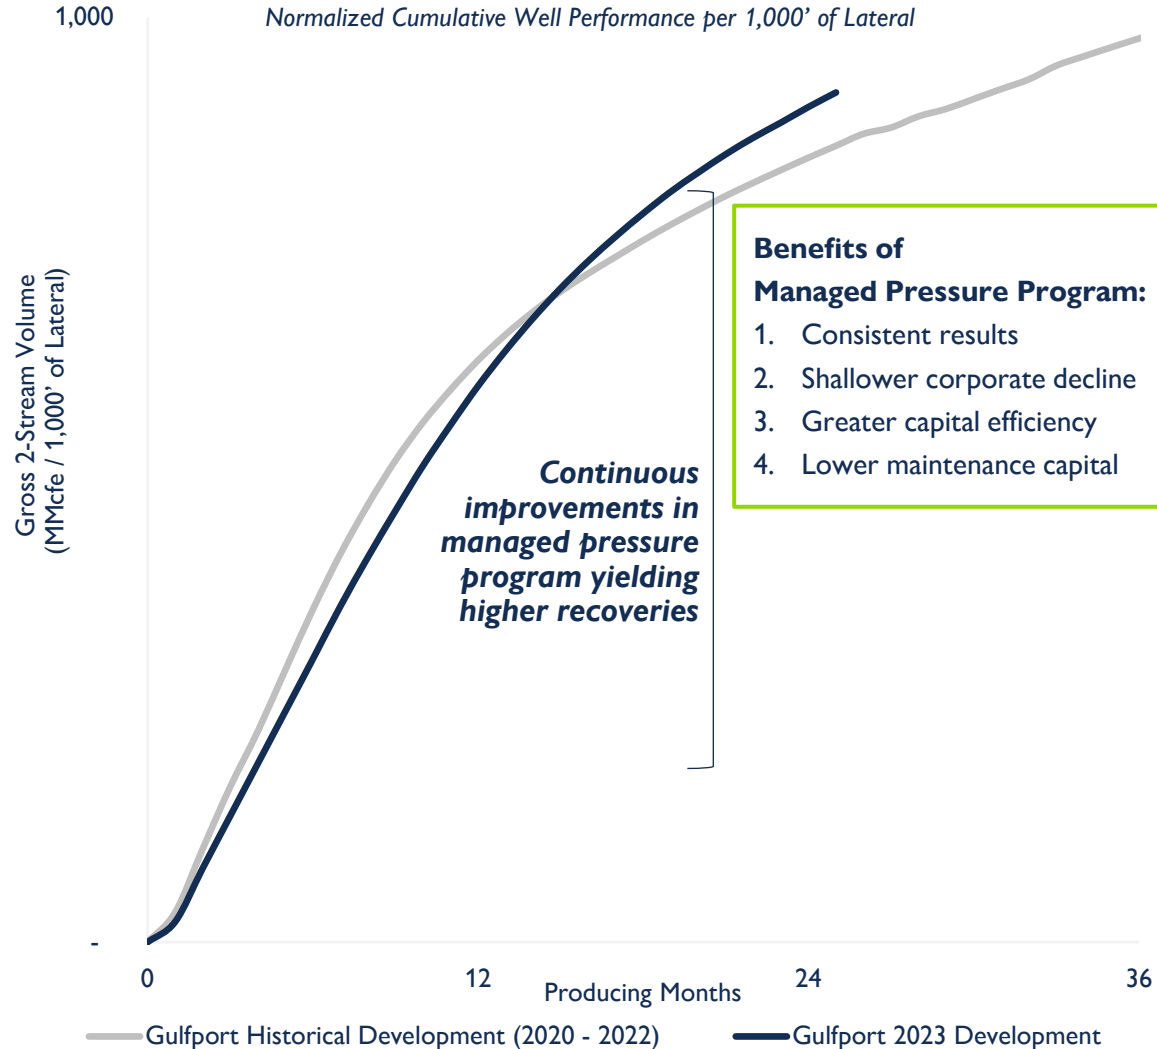 Normalized Cumulative Well Performance per 1,000’ of Lateral
1,000
Gross 2-Stream Volume
(MMcfe / 1,000’ of Lateral)
Benefits of
Managed Pressure Program:
1. Consistent results
2. Shallower corporate decline
3. Greater capital efficiency
4. Lower maintenance capital
Continuous
improvements in
managed pressure
program yielding
higher recoveries
-
0 12 24 36
Producing Months
Gulfport Historical Development (2020 - 2022) Gulfport 2023 Development